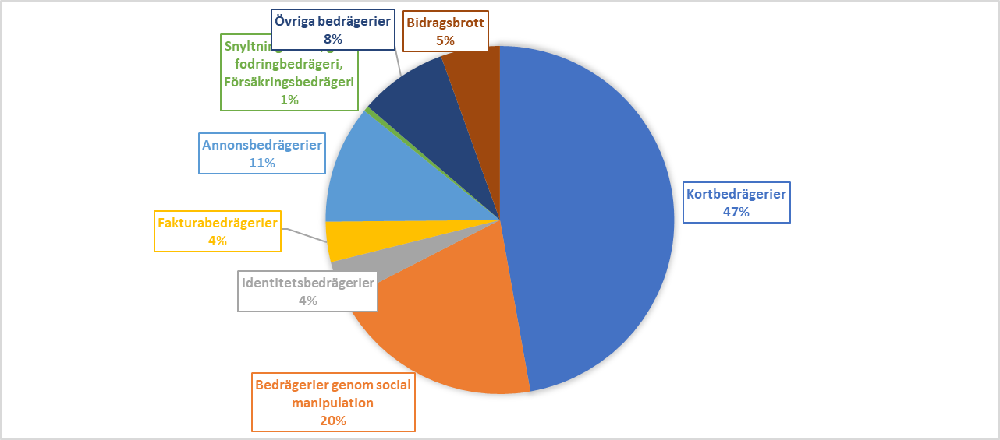 Övriga bedrägerier
8%
Bidragsbrott
5%
fodringbedrägeri,
Försäkringsbedrägeri
1%
Annonsbedrägerier
11%
Kortbedrägerier
47%
Fakturabedrägerier
4%
Identitetsbedrägerier
4%
Bedrägerier genom social
manipulation
20%